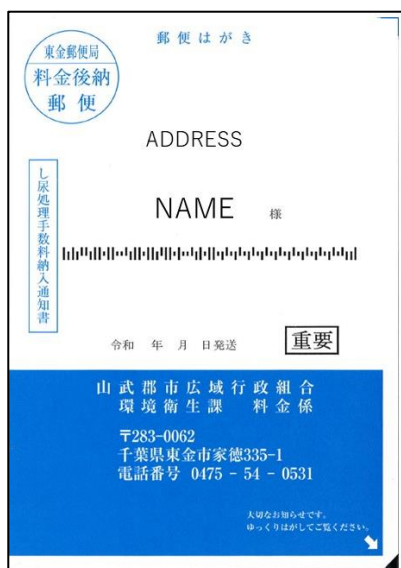 郵便はがき
東金郵便局
料金後納
郵便
ADDRESS
NAME 様
し尿処理手数料納入通知書
令和 年 月 日発送
重要
山武郡市広域行政組合
環境衛生課 料金係
〒283-0062
千葉県東金市家徳335-1
電話番号 0475 - 54 - 0531
大切なお知らせです。
ゆっくりはがしてご覧ください。